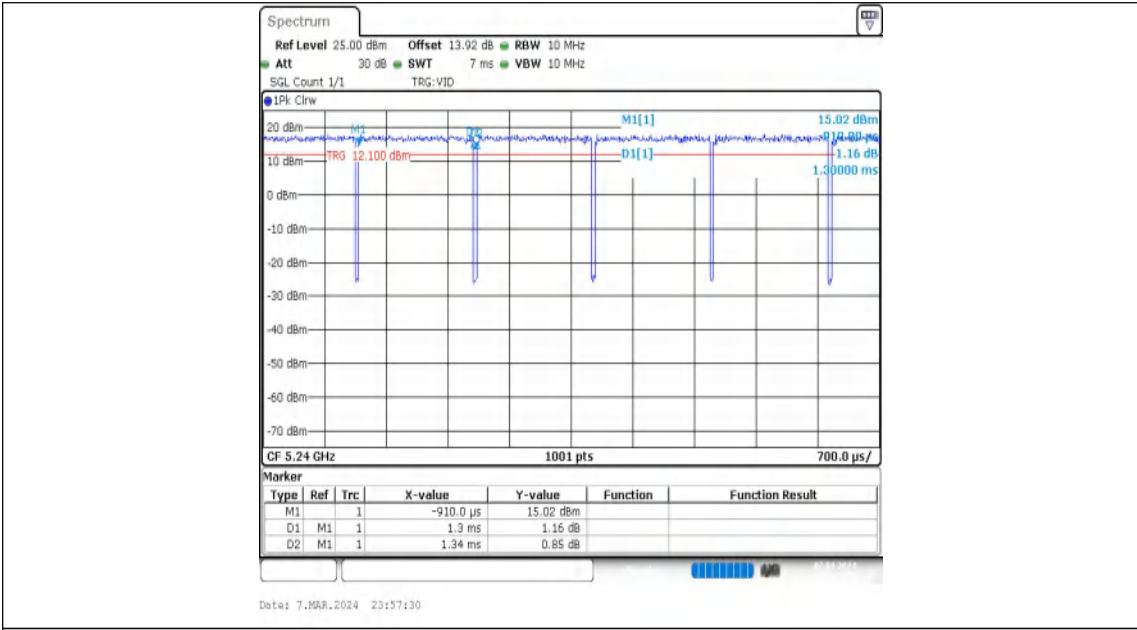 Spectrum
Ref Level 25.00 dBm Offset 13.92 dB RBW 10 MHz
Att 30 dB SWT 7 ms VBW 10 MHz
SGL Count 1/1 TRG:VID
1Pk Clrw
M1[1] 15.02 dBm
20 dBm M1
-910.00 µs
TRG 12.100 dBm D1[1] 1.16 dB
10 dBm
1.30000 ms
0 dBm
-10 dBm
-20 dBm
-30 dBm
-40 dBm
-50 dBm
-60 dBm
-70 dBm
CF 5.24 GHz 1001 pts 700.0 µs/
Marker
Type Ref Trc X-value Y-value Function Function Result
M1 1 -910.0 µs 15.02 dBm
D1 M1 1 1.3 ms 1.16 dB
D2 M1 1 1.34 ms 0.85 dB
Date: 7.MAR.2024 23:57:30